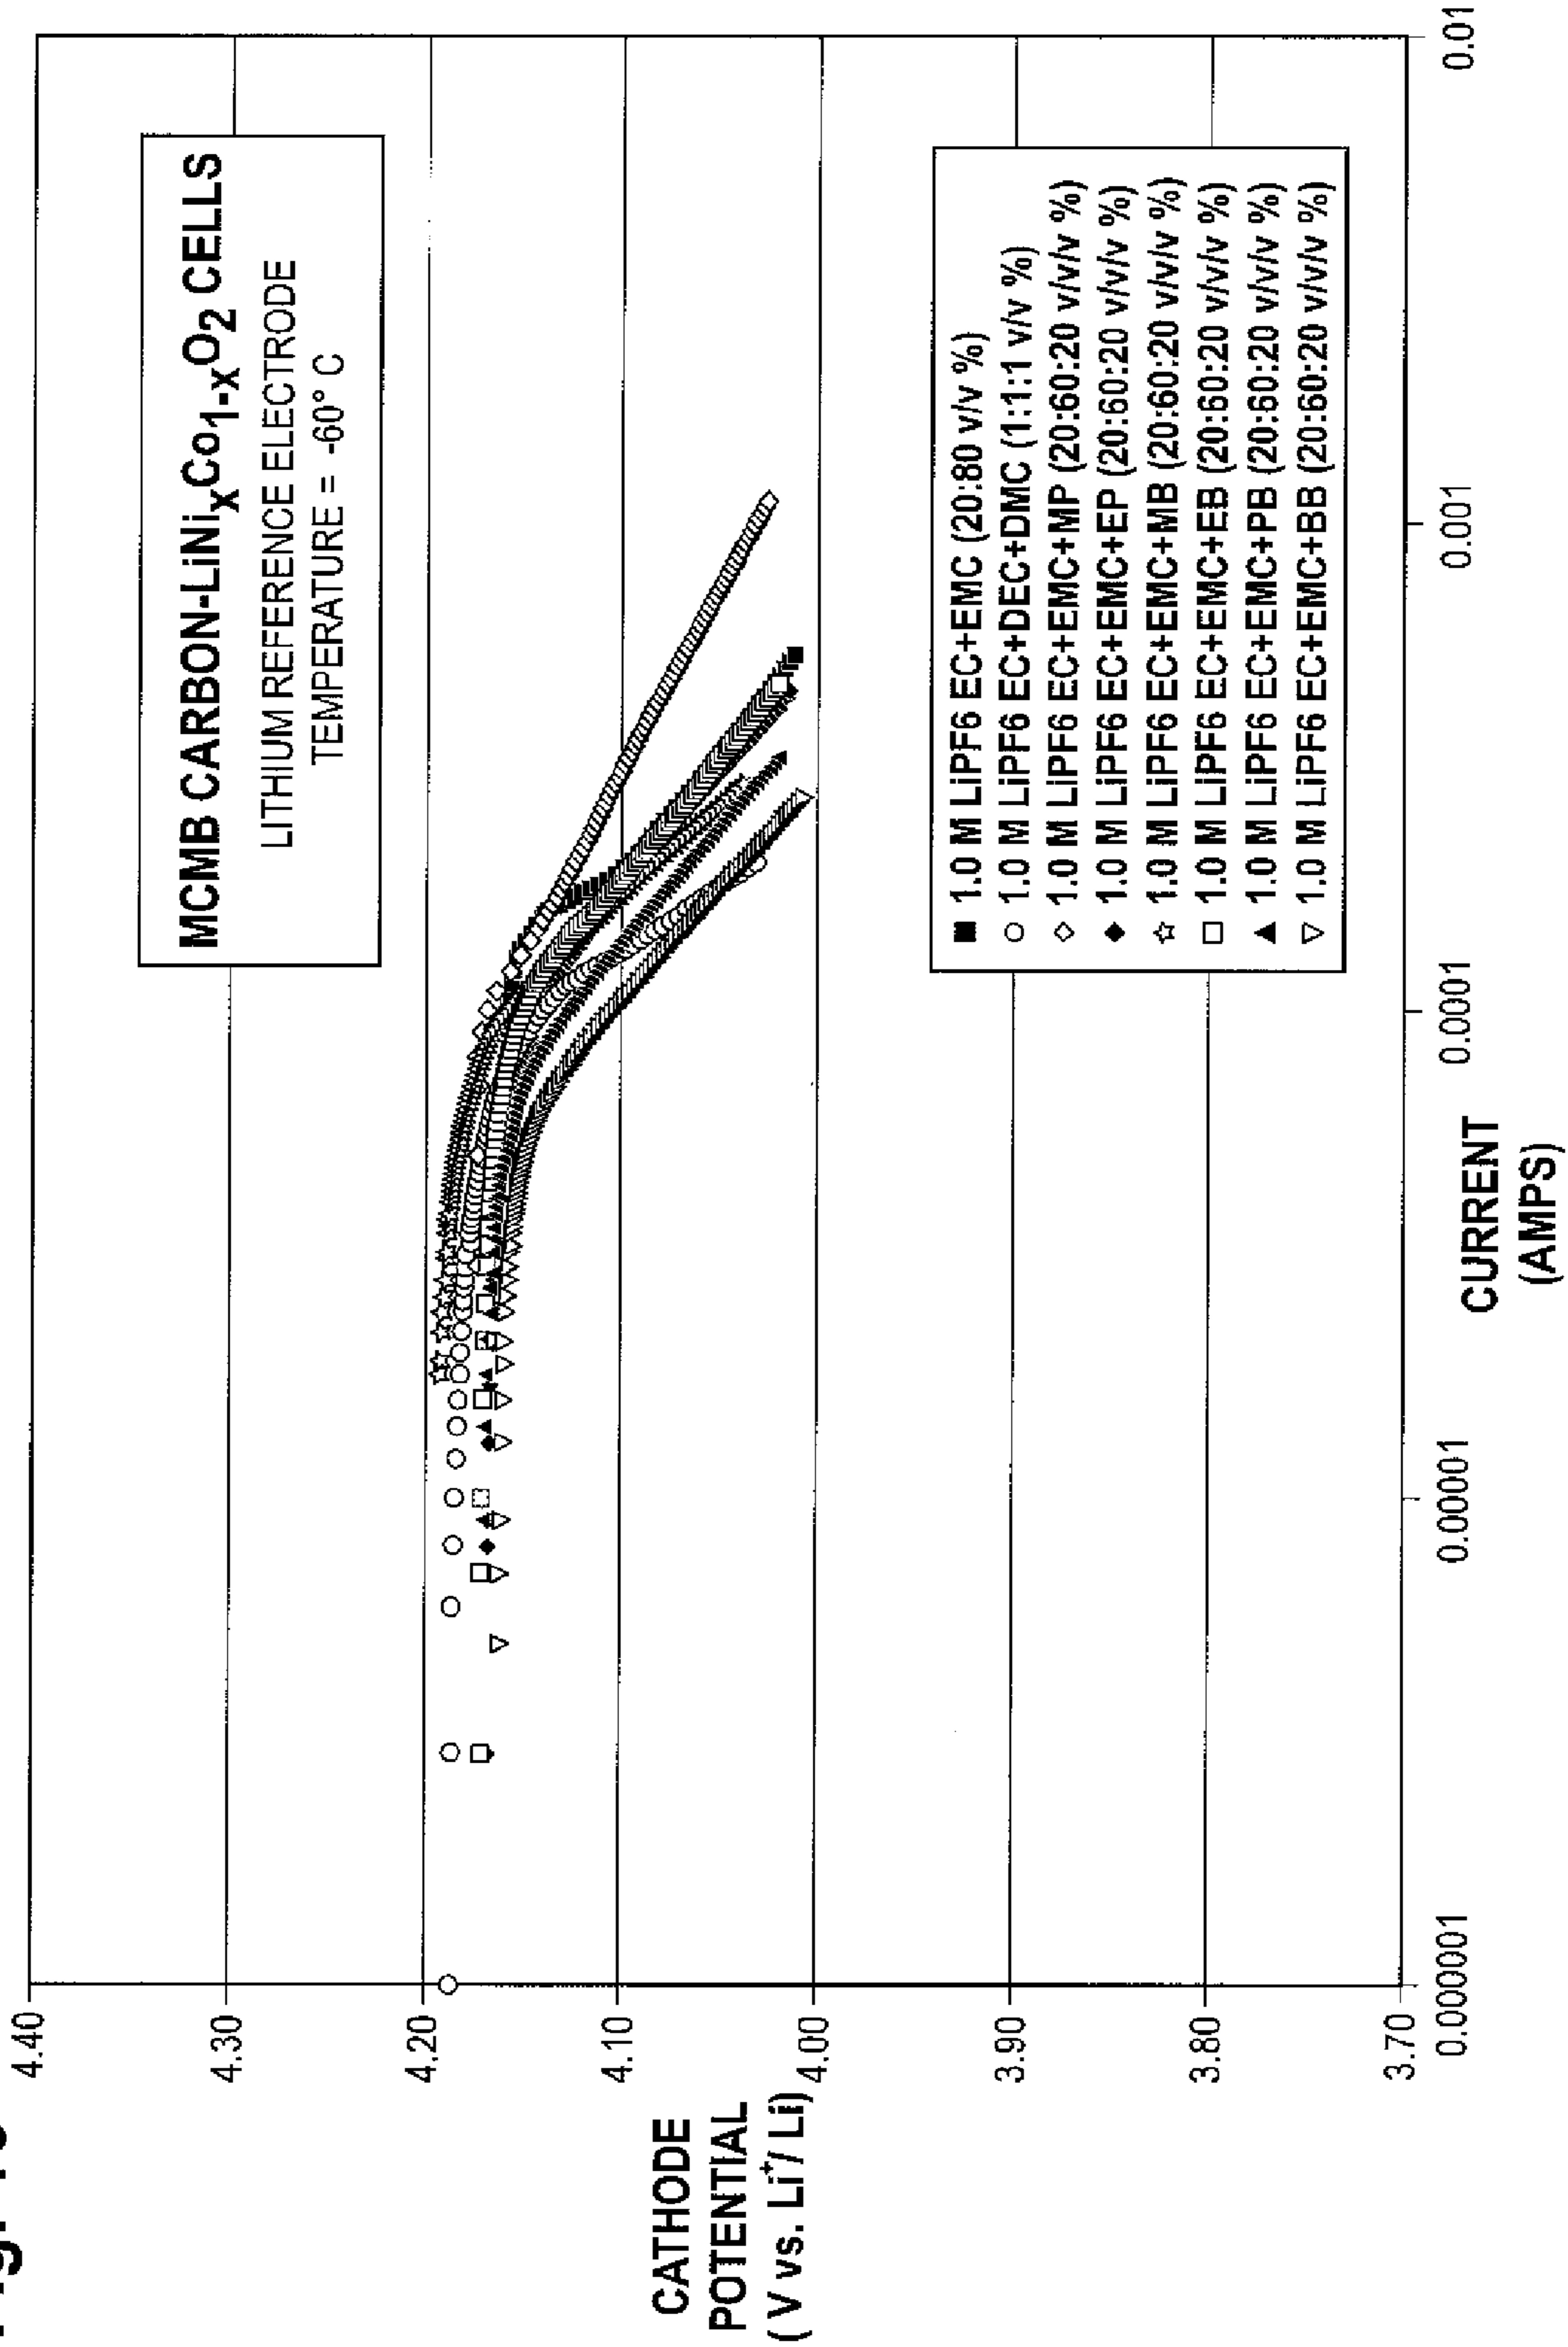 MCMB CARBON-LiNixCo1-xO2 CELLS
LITHIUM REFERENCE ELECTRODE
TEMPERATURE = -60° C
CATHODE
POTENTIAL
( V vs. Li+/ Li)
4.40
4.30
4.20
4.10
4.00
3.90
3.80
3.70
1.0 M LiPF6 EC+EMC (20:80 v/v %)
1.0 M LiPF6 EC+DEC+DMC (1:1:1 v/v %)
1.0 M LiPF6 EC+EMC+MP (20:60:20 v/v/v %)
1.0 M LiPF6 EC+EMC+EP (20:60:20 v/v/v %)
1.0 M LiPF6 EC+EMC+MB (20:60:20 v/v/v %)
1.0 M LiPF6 EC+EMC+EB (20:60:20 v/v/v %)
1.0 M LiPF6 EC+EMC+PB (20:60:20 v/v/v %)
1.0 M LiPF6 EC+EMC+BB (20:60:20 v/v/v %)
0.000001
0.00001
0.0001
0.001
0.01
CURRENT
(AMPS)